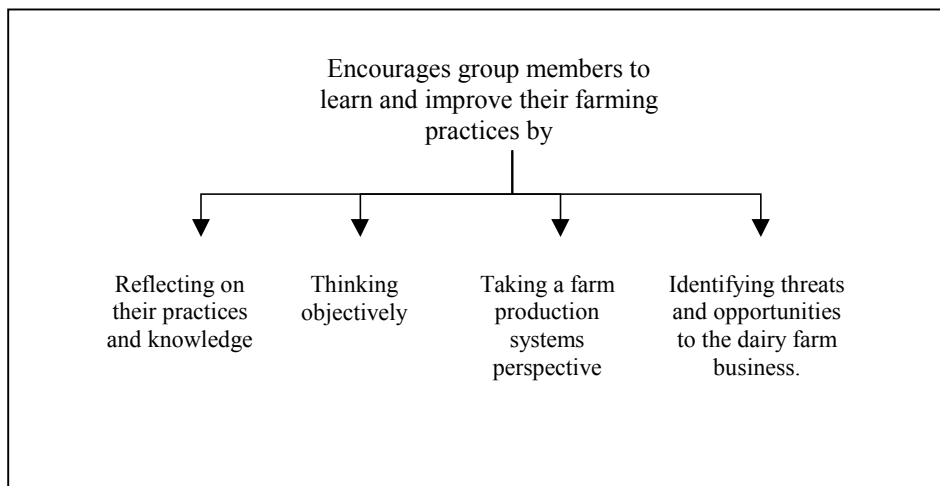 Encourages group members to
learn and improve their farming
practices by
Reflecting on
their practices
and knowledge
Thinking
objectively
Taking a farm
production
systems
perspective
Identifying threats
and opportunities
to the dairy farm
business.